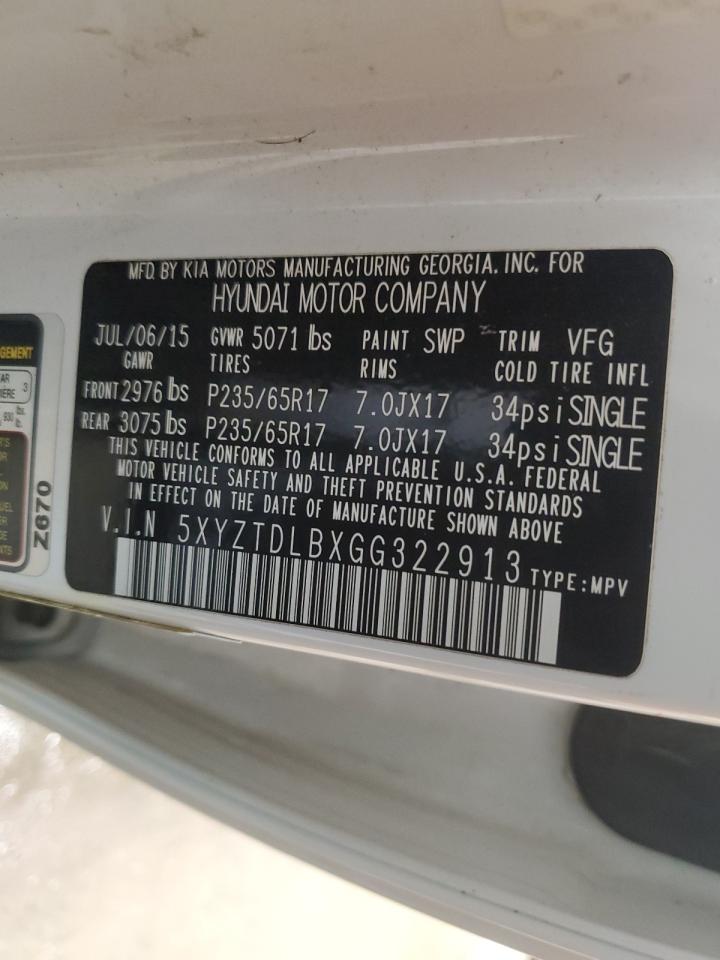 MFD. BY KIA MOTORS MANUFACTURING GEORGIA. INC. FOR
HYUNDAI MOTOR COMPANY
JUL/06/15 GVWR 5071 lbs PAINT SWP TRIM VFG
GAWR TIRES RIMS COLD TIRE INFL
FRONT 2976 lbs P235/65R17 7.0JX17 34psi SINGLE
REAR 3075 lbs P235/65R17 7.0JX17 34psi SINGLE
THIS VEHICLE CONFORMS TO ALL APPLICABLE U.S.A. FEDERAL
MOTOR VEHICLE SAFETY AND THEFT PREVENTION STANDARDS
IN EFFECT ON THE DATE OF MANUFACTURE SHOWN ABOVE
V.I.N 5XYZTDLBXGG322913 TYPE:MPV
Z670
3
lbs.